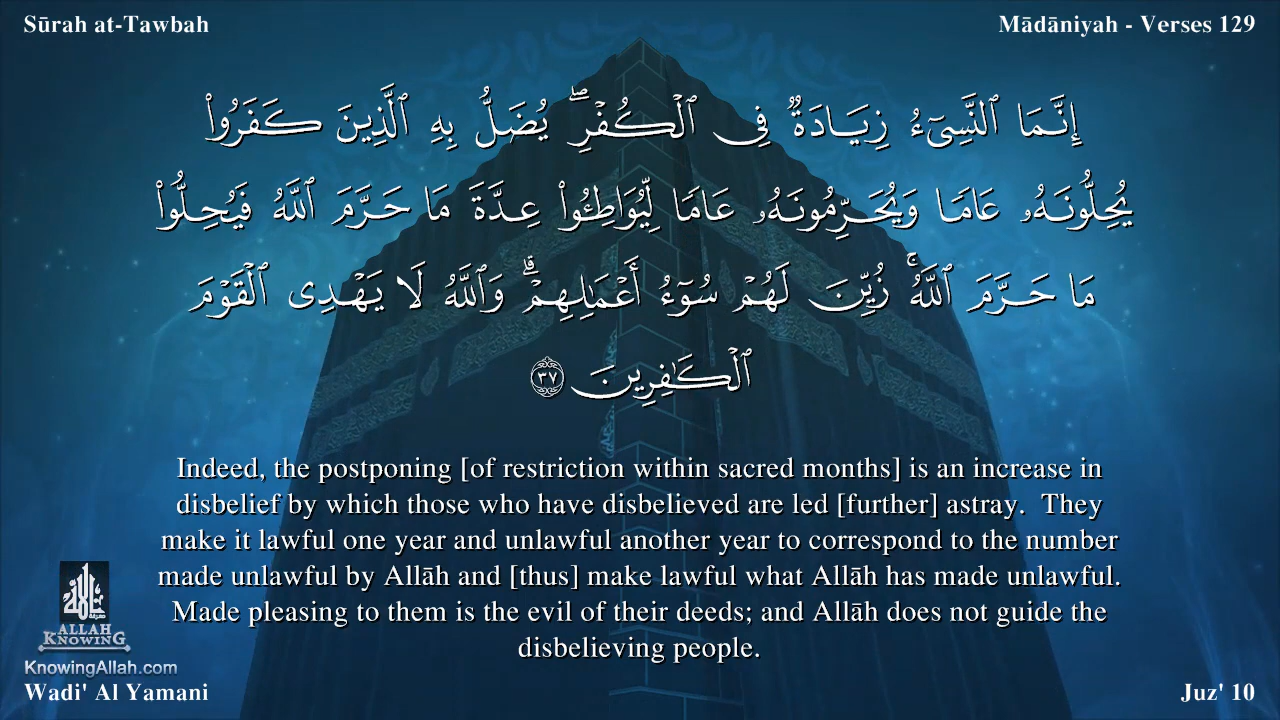 Sūrah at-Tawbah
Mādāniyah - Verses 129
إِنَّمَا ٱلنَّسِىٓءُ زِيَادَةٌ فِى ٱلْكُفْرِ ۖ يُضَلُّ بِهِ ٱلَّذِينَ كَفَرُوا۟
يُحِلُّونَهُۥ عَامًا وَيُحَرِّمُونَهُۥ عَامًا لِّيُوَاطِـُٔوا۟ عِدَّةَ مَا حَرَّمَ ٱللَّهُ فَيُحِلُّوا۟
مَا حَرَّمَ ٱللَّهُ ۚ زُيِّنَ لَهُمْ سُوٓءُ أَعْمَـٰلِهِمْ ۗ وَٱللَّهُ لَا يَهْدِى ٱلْقَوْمَ
ٱلْكَـٰفِرِينَ ٣٧
Indeed, the postponing [of restriction within sacred months] is an increase in
disbelief by which those who have disbelieved are led [further] astray.  They
make it lawful one year and unlawful another year to correspond to the number
made unlawful by Allāh and [thus] make lawful what Allāh has made unlawful.
Made pleasing to them is the evil of their deeds; and Allāh does not guide the
disbelieving people.
ALLAH
KNOWING
KnowingAllah.com
Wadi' Al Yamani
Juz' 10